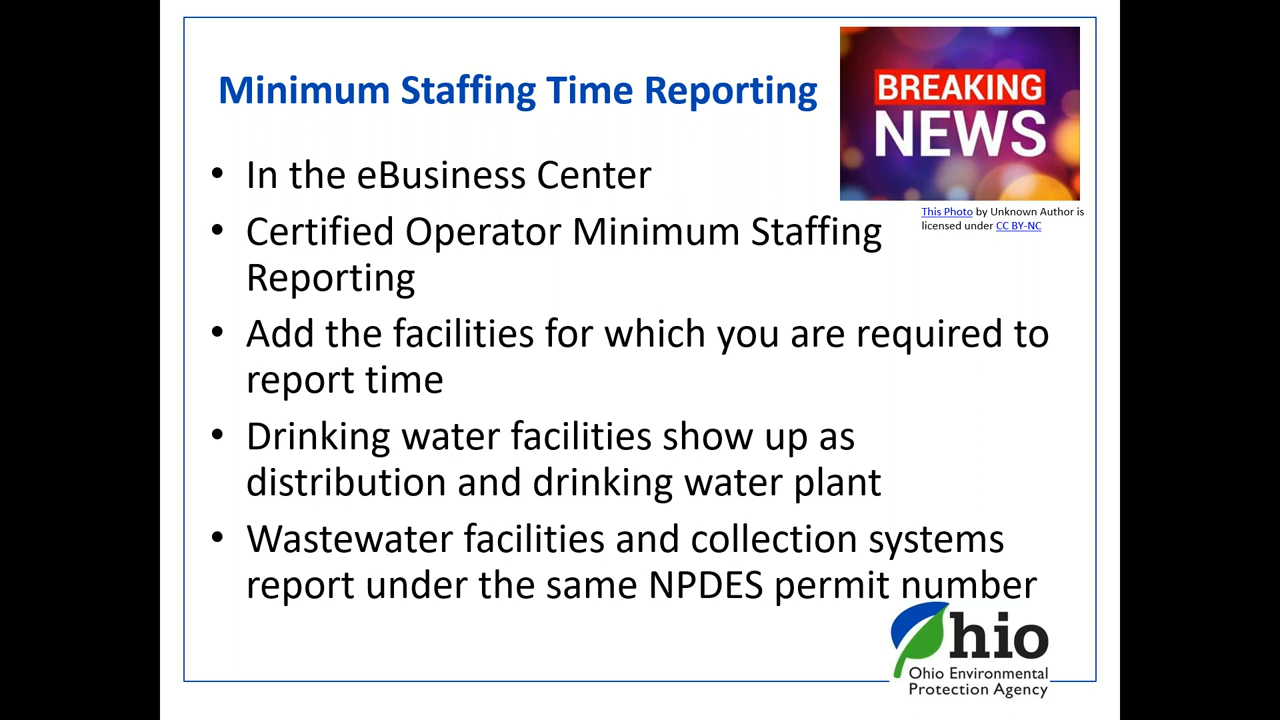 Minimum Staffing Time Reporting
BREAKING
NEWS
This Photo by Unknown Author is
licensed under CC BY-NC
• In the eBusiness Center
• Certified Operator Minimum Staffing
Reporting
• Add the facilities for which you are required to
report time
• Drinking water facilities show up as
distribution and drinking water plant
• Wastewater facilities and collection systems
report under the same NPDES permit number
Ohio
Ohio Environmental
Protection Agency